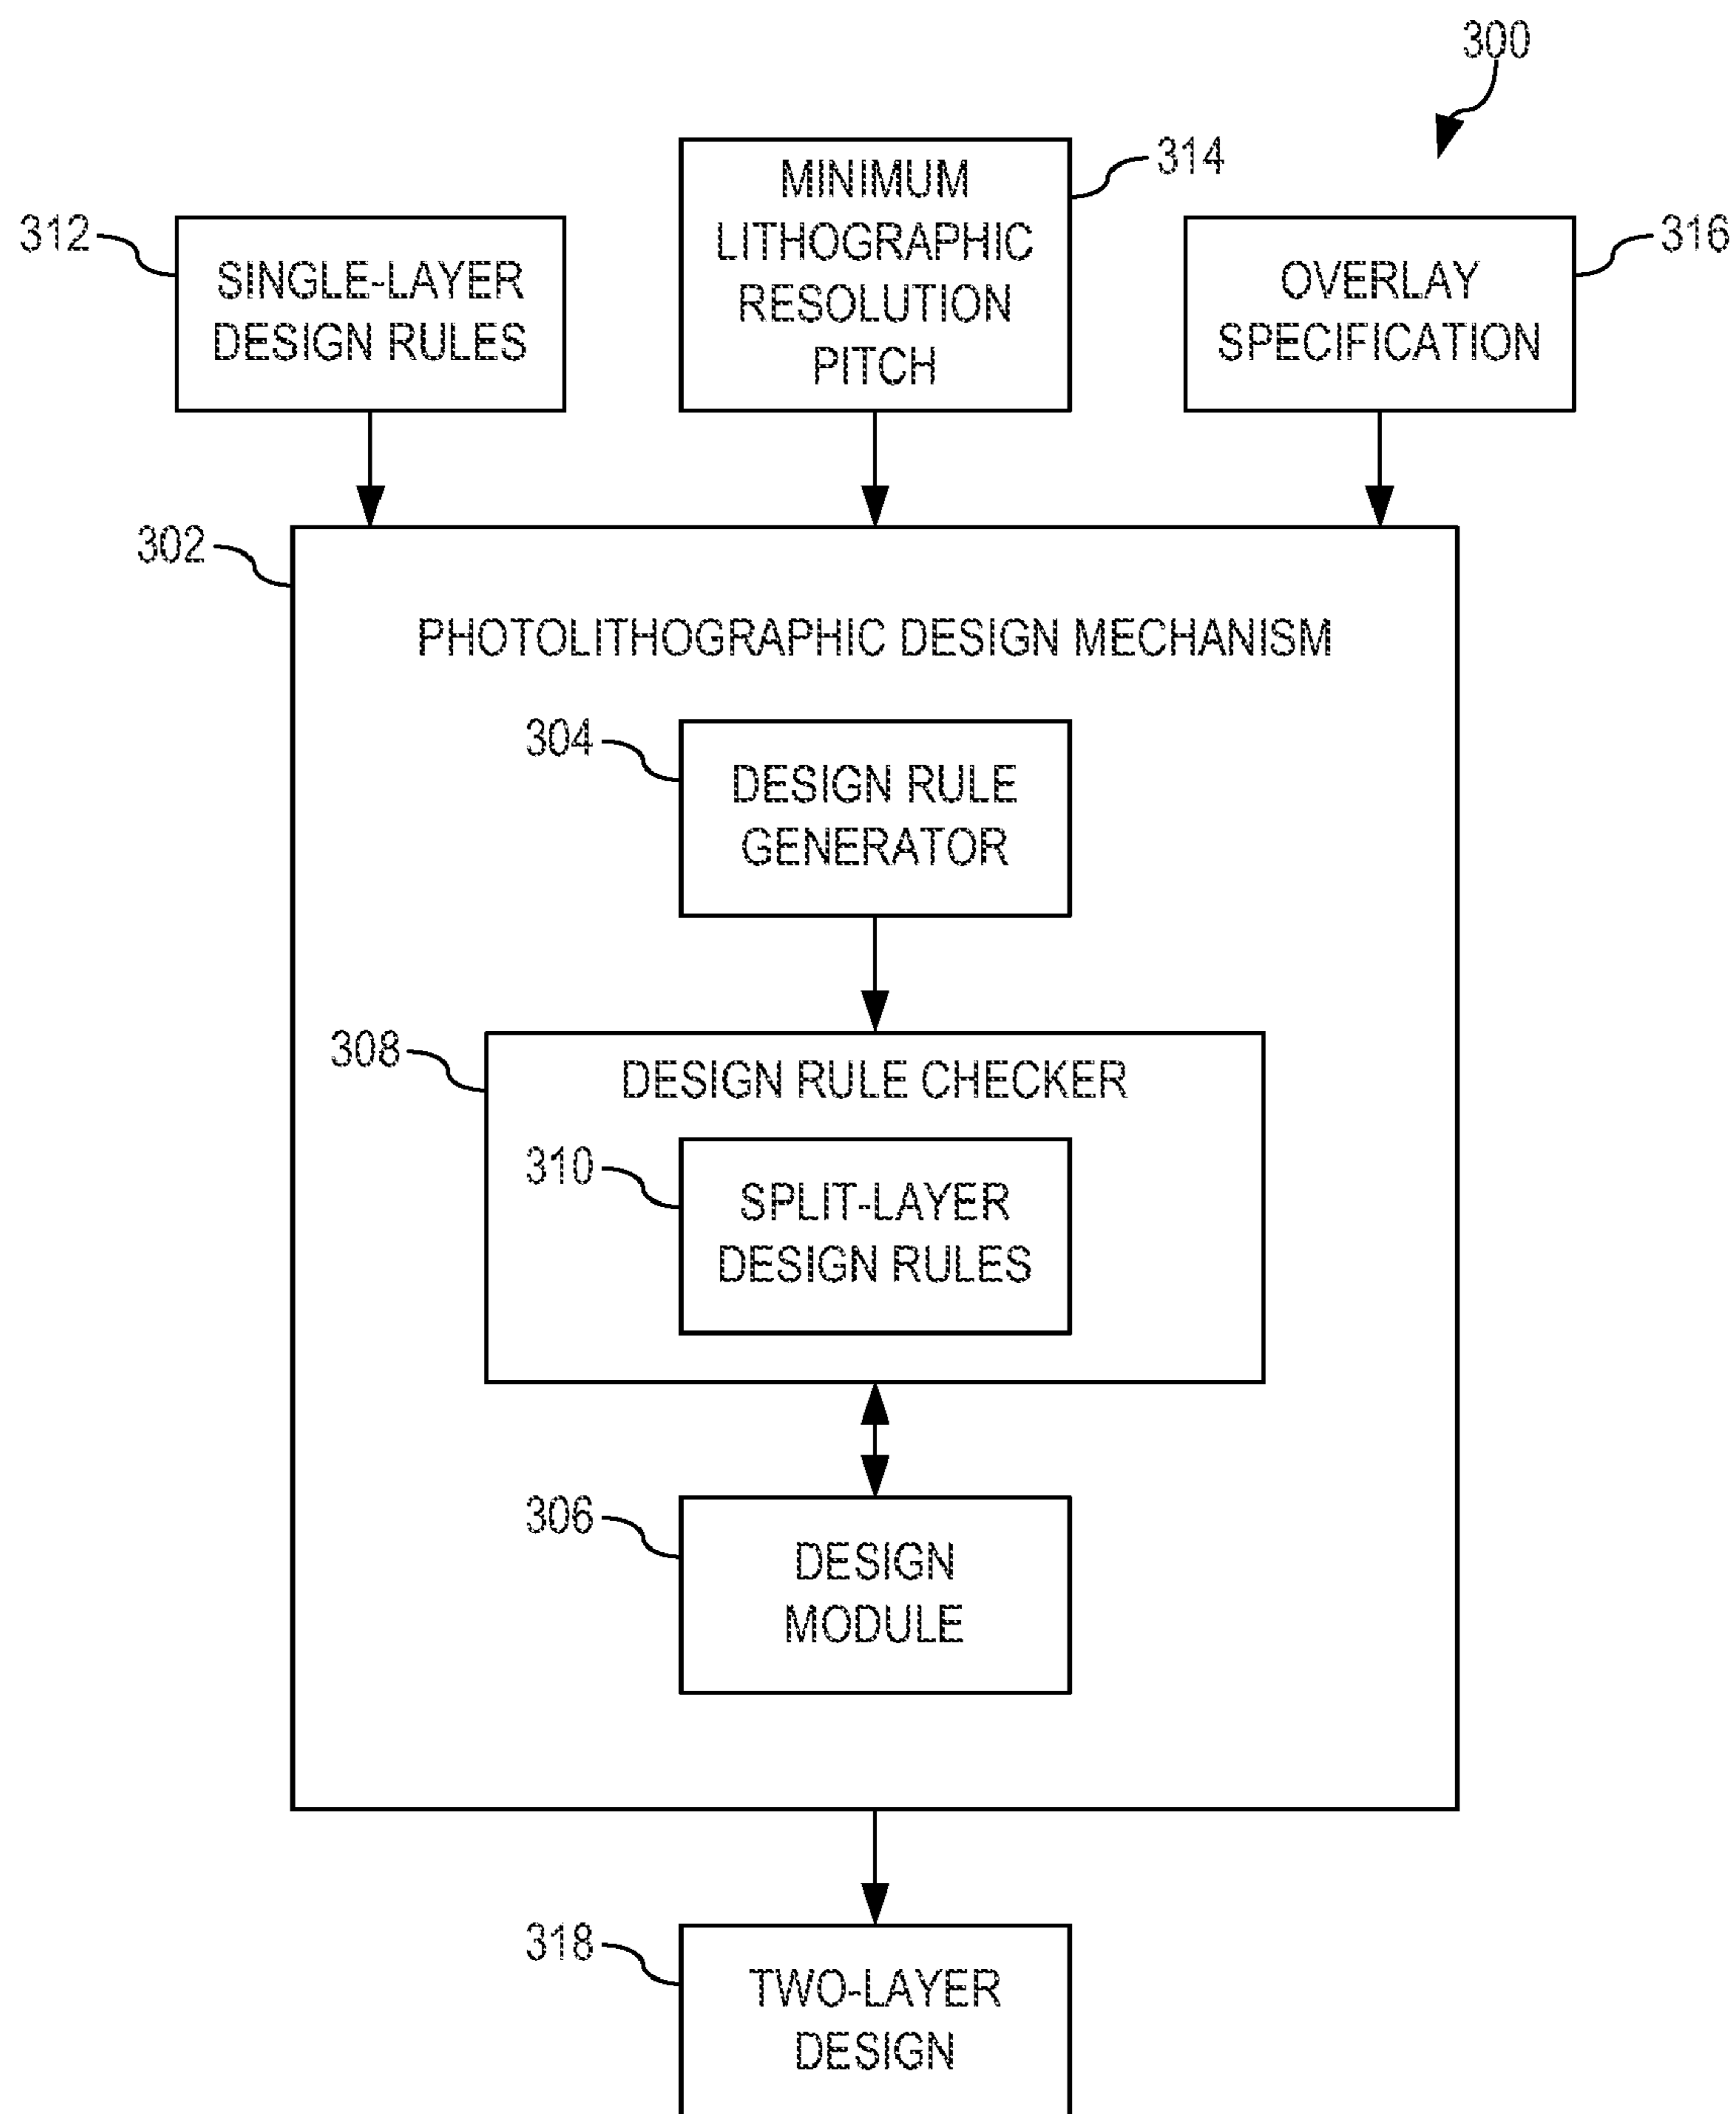 300
MINIMUM
LITHOGRAPHIC
RESOLUTION
PITCH
314
312
SINGLE-LAYER
DESIGN RULES
OVERLAY
SPECIFICATION
316
302
PHOTOLITHOGRAPHIC DESIGN MECHANISM
304
DESIGN RULE
GENERATOR
308
DESIGN RULE CHECKER
310
SPLIT-LAYER
DESIGN RULES
306
DESIGN
MODULE
318
TWO-LAYER
DESIGN